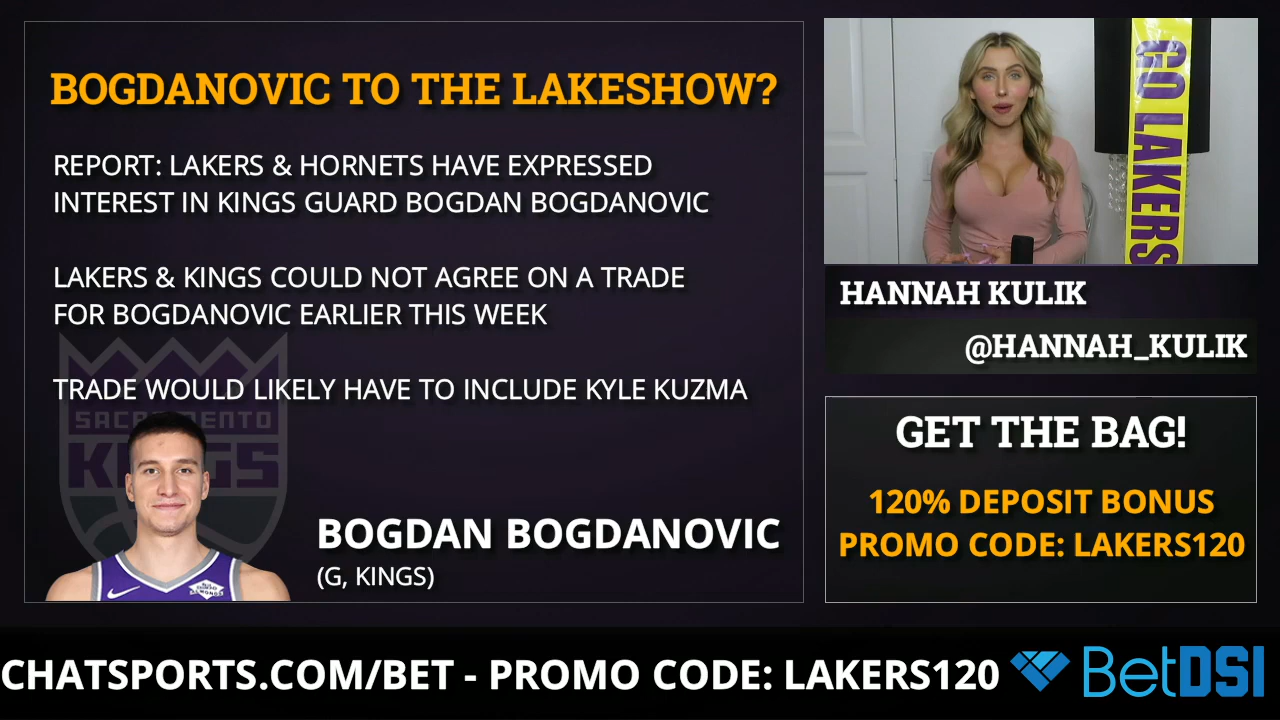 BOGDANOVIC TO THE LAKESHOW?
REPORT: LAKERS & HORNETS HAVE EXPRESSED
INTEREST IN KINGS GUARD BOGDAN BOGDANOVIC
LAKERS & KINGS COULD NOT AGREE ON A TRADE
FOR BOGDANOVIC EARLIER THIS WEEK
TRADE WOULD LIKELY HAVE TO INCLUDE KYLE KUZMA
SACRAMENTO
KINGS
BOGDAN BOGDANOVIC
(G, KINGS)
GO LAKERS
HANNAH KULIK
@HANNAH_KULIK
GET THE BAG!
120% DEPOSIT BONUS
PROMO CODE: LAKERS120
CHATSPORTS.COM/BET - PROMO CODE: LAKERS120
BetDSI